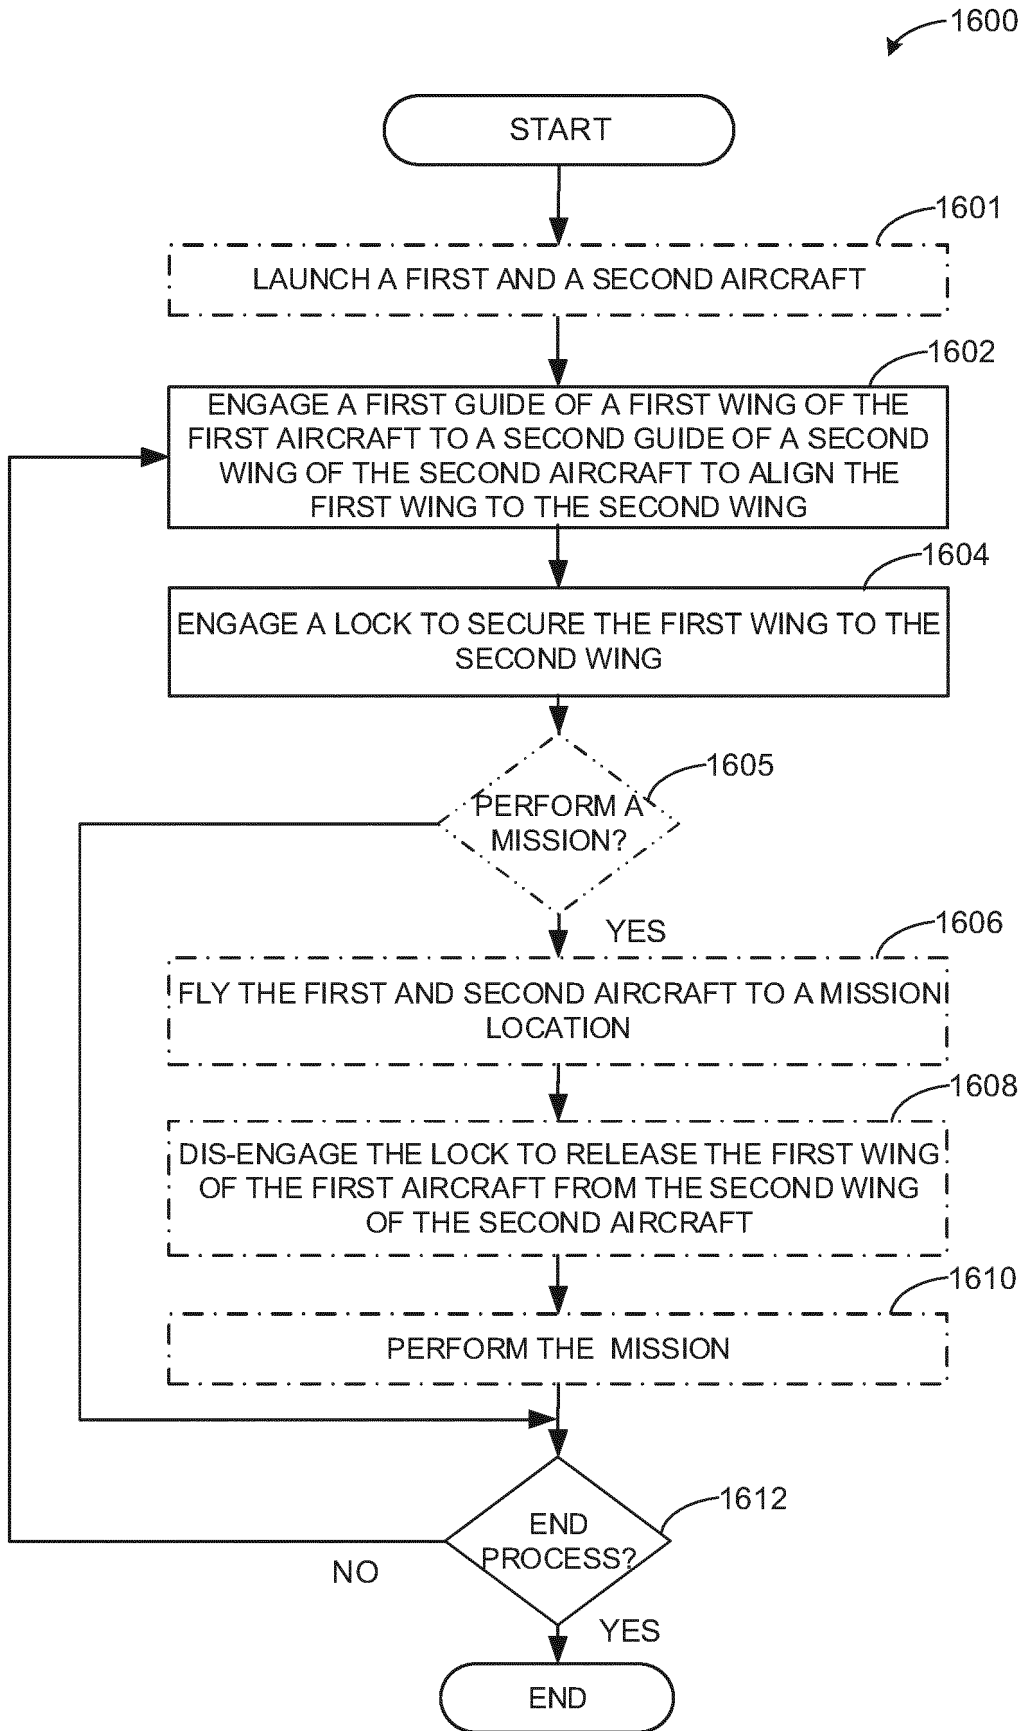 1600
START
1601
LAUNCH A FIRST AND A SECOND AIRCRAFT
1602
ENGAGE A FIRST GUIDE OF A FIRST WING OF THE
FIRST AIRCRAFT TO A SECOND GUIDE OF A SECOND
WING OF THE SECOND AIRCRAFT TO ALIGN THE
FIRST WING TO THE SECOND WING
1604
ENGAGE A LOCK TO SECURE THE FIRST WING TO THE
SECOND WING
1605
PERFORM A
MISSION?
YES
1606
FLY THE FIRST AND SECOND AIRCRAFT TO A MISSION
LOCATION
1608
DIS-ENGAGE THE LOCK TO RELEASE THE FIRST WING
OF THE FIRST AIRCRAFT FROM THE SECOND WING
OF THE SECOND AIRCRAFT
1610
PERFORM THE MISSION
1612
END
PROCESS?
NO
YES
END